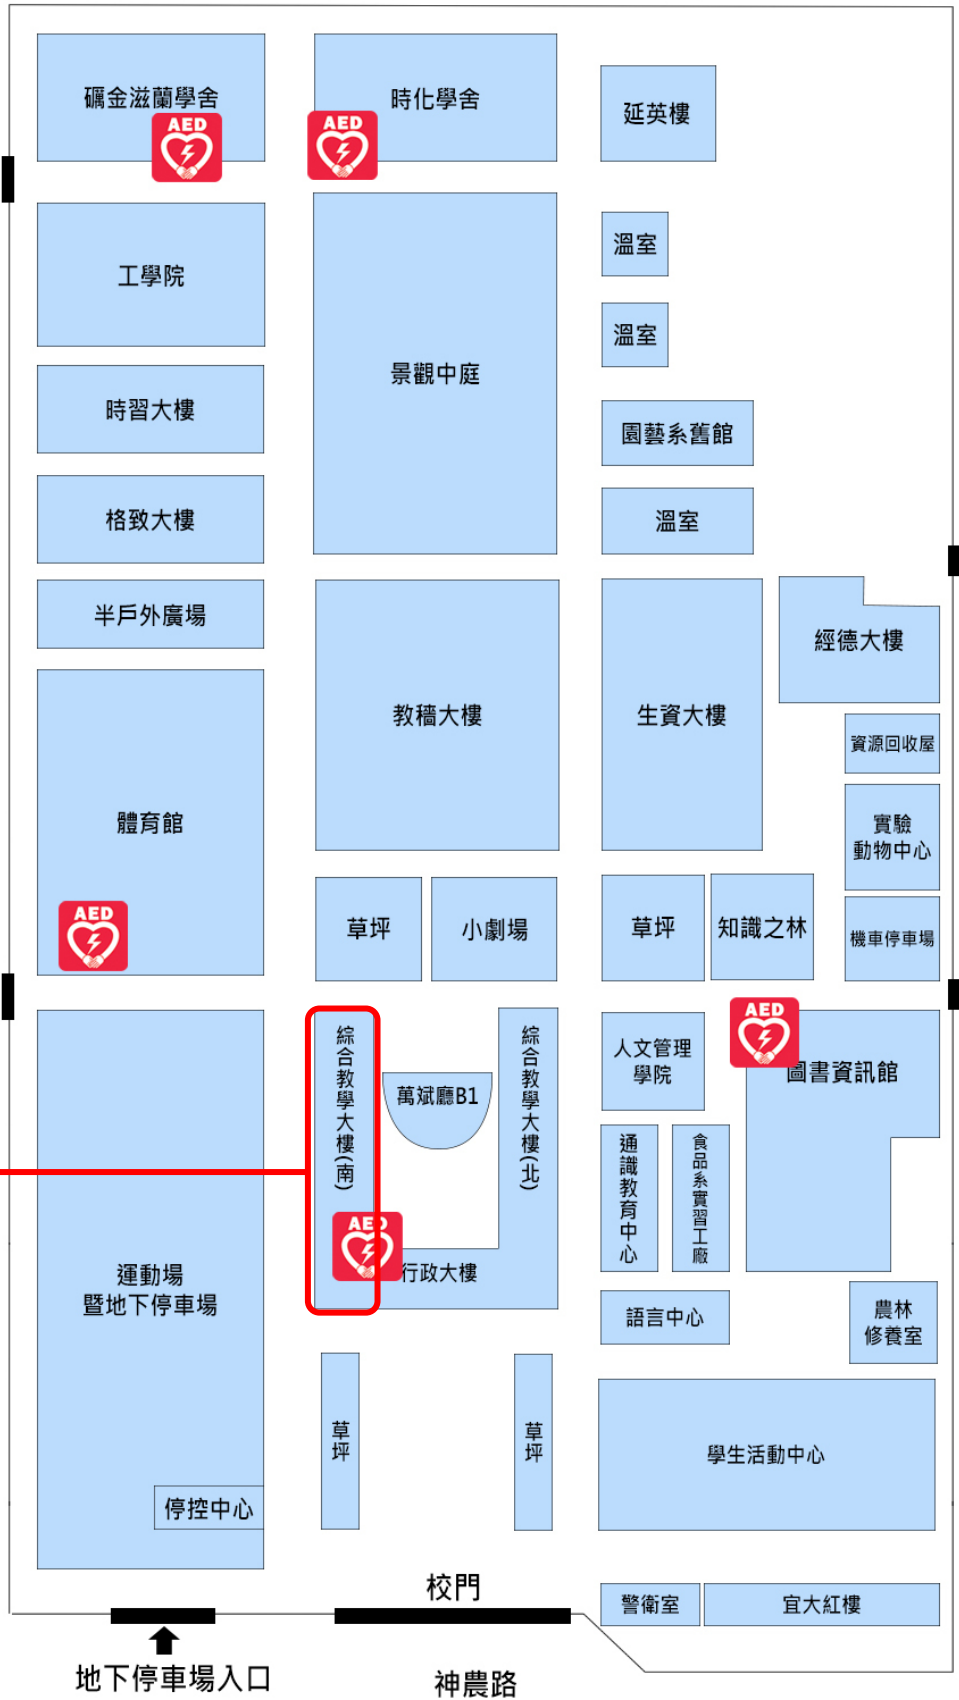 礪金滋蘭學舍
AED
時化學舍
AED
延英樓
工學院
溫室
溫室
景觀中庭
時習大樓
園藝系舊館
格致大樓
溫室
半戶外廣場
教穡大樓
生資大樓
經德大樓
資源回收屋
體育館
AED
實驗
動物中心
草坪
小劇場
草坪
知識之林
機車停車場
綜合教學大樓(南)
萬斌廳B1
綜合教學大樓(北)
人文管理
學院
AED
圖書資訊館
通識教育中心
食品系實習工廠
AED
行政大樓
運動場
暨地下停車場
語言中心
農林
修養室
草坪
草坪
學生活動中心
停控中心
校門
警衛室
宜大紅樓
地下停車場入口
神農路